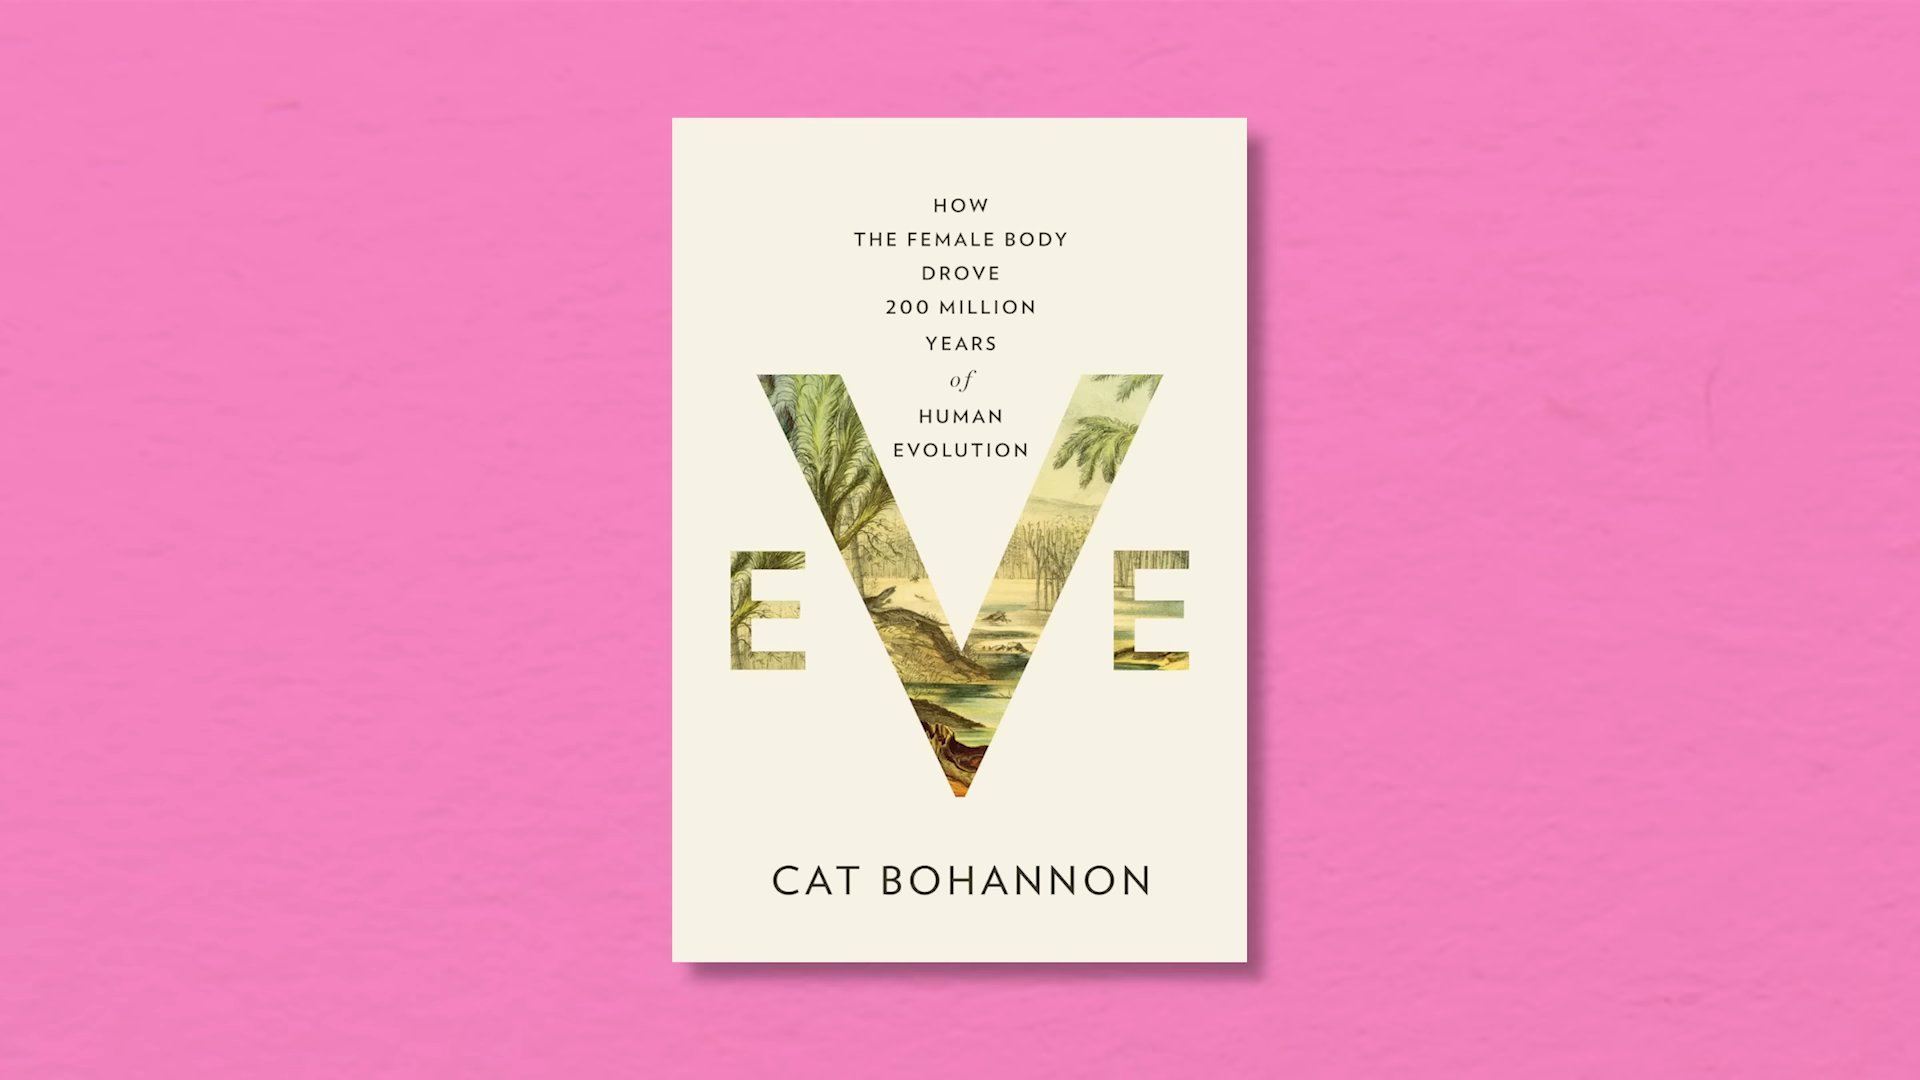 HOW
THE FEMALE BODY
DROVE
200 MILLION
YEARS
of
HUMAN
EVOLUTION
EVE
CAT BOHANNON